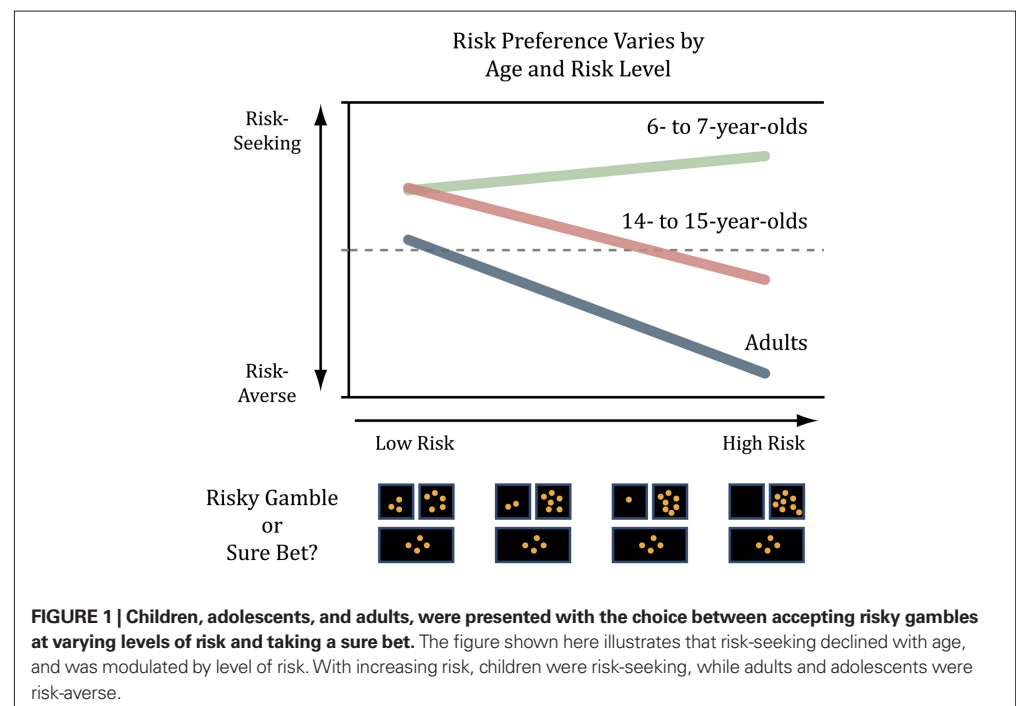 Risk Preference Varies by
Age and Risk Level
Risk-
Seeking
6- to 7-year-olds
14- to 15-year-olds
Adults
Risk-
Averse
Low Risk
High Risk
Risky Gamble
or
Sure Bet?
FIGURE 1 | Children, adolescents, and adults, were presented with the choice between accepting risky gambles
at varying levels of risk and taking a sure bet. The figure shown here illustrates that risk-seeking declined with age,
and was modulated by level of risk. With increasing risk, children were risk-seeking, while adults and adolescents were
risk-averse.